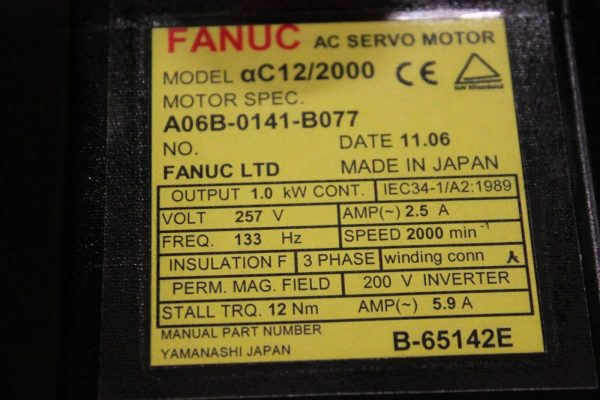 FANUC AC SERVO MOTOR
MODEL αC12/2000 CE
MOTOR SPEC.
A06B-0141-B077
NO. DATE 11.06
FANUC LTD MADE IN JAPAN
OUTPUT 1.0 kW CONT. IEC34-1/A2:1989
VOLT 257 V AMP(~) 2.5 A
FREQ. 133 Hz SPEED 2000 min⁻¹
INSULATION F 3 PHASE winding conn
PERM. MAG. FIELD 200 V INVERTER
STALL TRQ. 12 Nm AMP(~) 5.9 A
MANUAL PART NUMBER B-65142E
YAMANASHI JAPAN